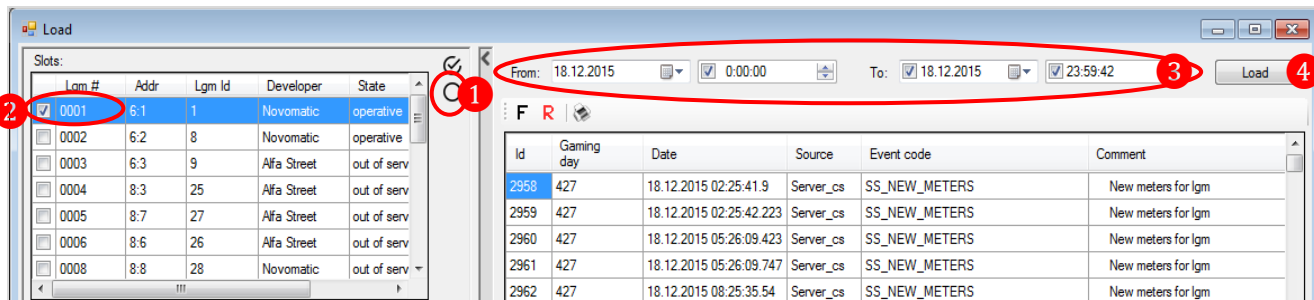 Load
Slots:
Lgm # Addr Lgm Id Developer State
0001 6:1 1 Novomatic operative
0002 6:2 8 Novomatic operative
0003 6:3 9 Alfa Street out of serv
0004 8:3 25 Alfa Street out of serv
0005 8:7 27 Alfa Street out of serv
0006 8:6 26 Alfa Street out of serv
0008 8:8 28 Novomatic out of serv
2
1
From: 18.12.2015 0:00:00 To: 18.12.2015 23:59:42 3 Load 4
F R
Id Gaming day Date Source Event code Comment
2958 427 18.12.2015 02:25:41.9 Server_cs SS_NEW_METERS New meters for lgm
2959 427 18.12.2015 02:25:42.223 Server_cs SS_NEW_METERS New meters for lgm
2960 427 18.12.2015 05:26:09.423 Server_cs SS_NEW_METERS New meters for lgm
2961 427 18.12.2015 05:26:09.747 Server_cs SS_NEW_METERS New meters for lgm
2962 427 18.12.2015 08:25:35.54 Server_cs SS_NEW_METERS New meters for lgm